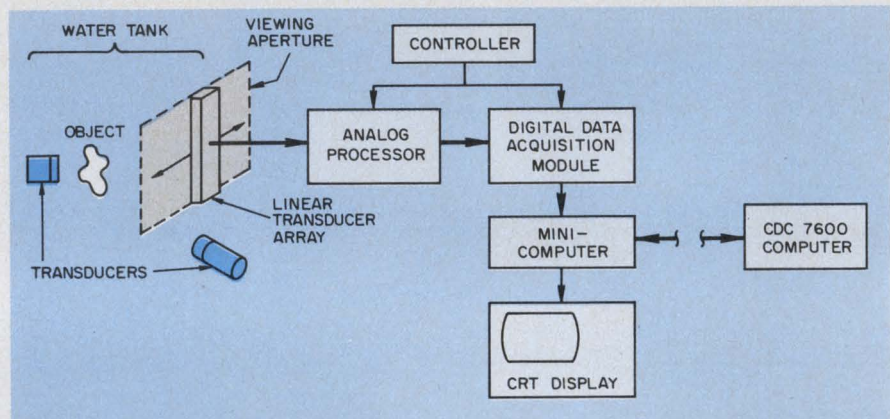 WATER TANK
VIEWING
APERTURE
CONTROLLER
OBJECT
ANALOG
PROCESSOR
DIGITAL DATA
ACQUISITION
MODULE
LINEAR
TRANSDUCER
ARRAY
TRANSDUCERS
MINI-
COMPUTER
CDC 7600
COMPUTER
CRT DISPLAY